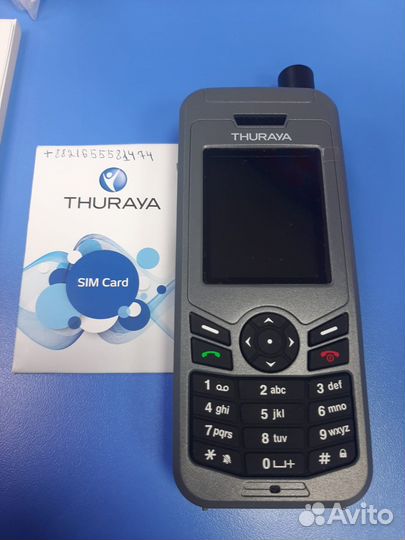 +8821655581474
THURAYA
SIM Card
THURAYA
1
2 abc
3 def
4 ghi
5 jkl
6 mno
7 pqrs
8 tuv
9 wxyz
*
0 +
#
Avito